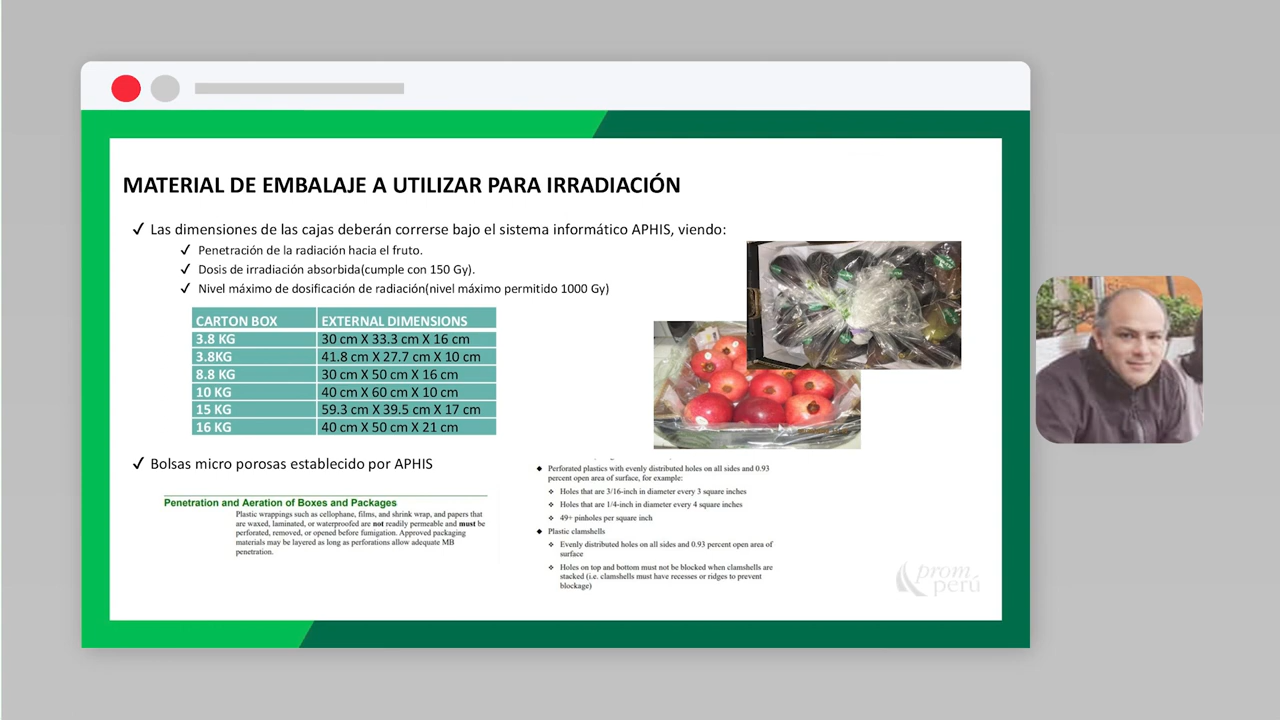 MATERIAL DE EMBALAJE A UTILIZAR PARA IRRADIACIÓN
✓ Las dimensiones de las cajas deberán correrse bajo el sistema informático APHIS, viendo:
✓ Penetración de la radiación hacia el fruto.
✓ Dosis de irradiación absorbida(cumple con 150 Gy).
✓ Nivel máximo de dosificación de radiación(nivel máximo permitido 1000 Gy)
CARTON BOX EXTERNAL DIMENSIONS
3.8 KG 30 cm X 33.3 cm X 16 cm
3.8KG 41.8 cm X 27.7 cm X 10 cm
8.8 KG 30 cm X 50 cm X 16 cm
10 KG 40 cm X 60 cm X 10 cm
15 KG 59.3 cm X 39.5 cm X 17 cm
16 KG 40 cm X 50 cm X 21 cm
✓ Bolsas micro porosas establecido por APHIS
Penetration and Aeration of Boxes and Packages
Plastic wrappings such as cellophane, films, and shrink wrap, and papers that
are waxed, laminated, or waterproofed are not readily permeable and must be
perforated, removed, or opened before fumigation. Approved packaging
materials may be layered as long as perforations allow adequate MB
penetration.
◆ Perforated plastics with evenly distributed holes on all sides and 0.93
percent open area of surface, for example:
❖ Holes that are 3/16-inch in diameter every 3 square inches
❖ Holes that are 1/4-inch in diameter every 4 square inches
❖ 49+ pinholes per square inch
◆ Plastic clamshells
❖ Evenly distributed holes on all sides and 0.93 percent open area of
surface
❖ Holes on top and bottom must not be blocked when clamshells are
stacked (i.e. clamshells must have recesses or ridges to prevent
blockage)
prom
perú